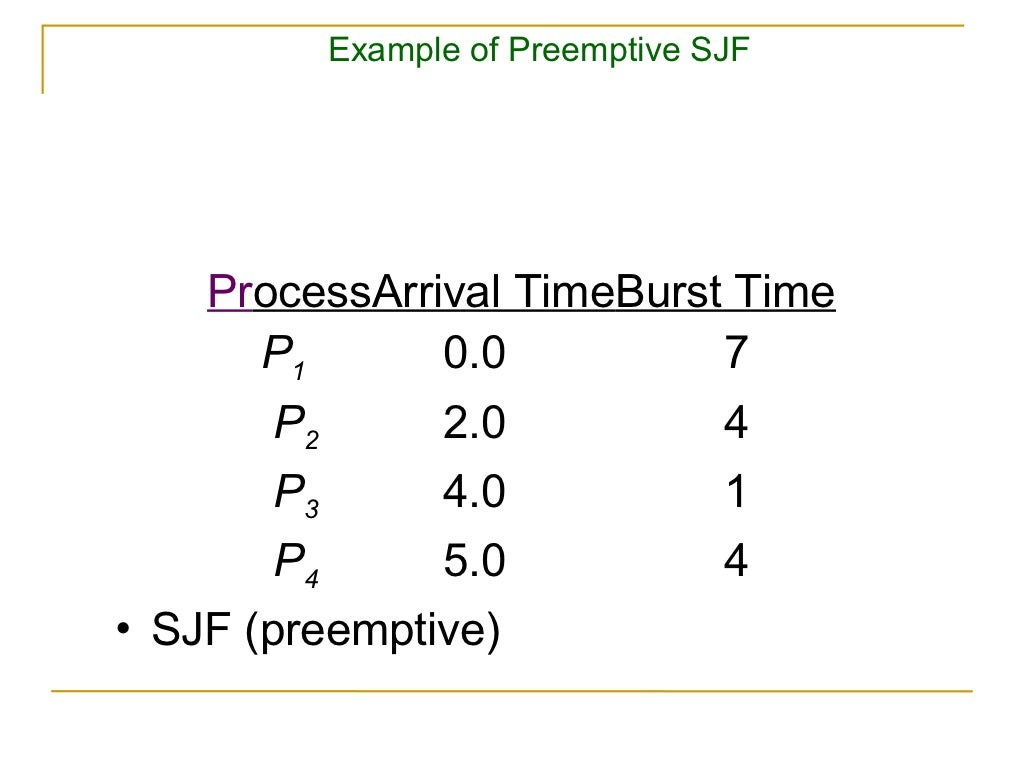 Example of Preemptive SJF
ProcessArrival TimeBurst Time
P1 0.0 7
P2 2.0 4
P3 4.0 1
P4 5.0 4
• SJF (preemptive)